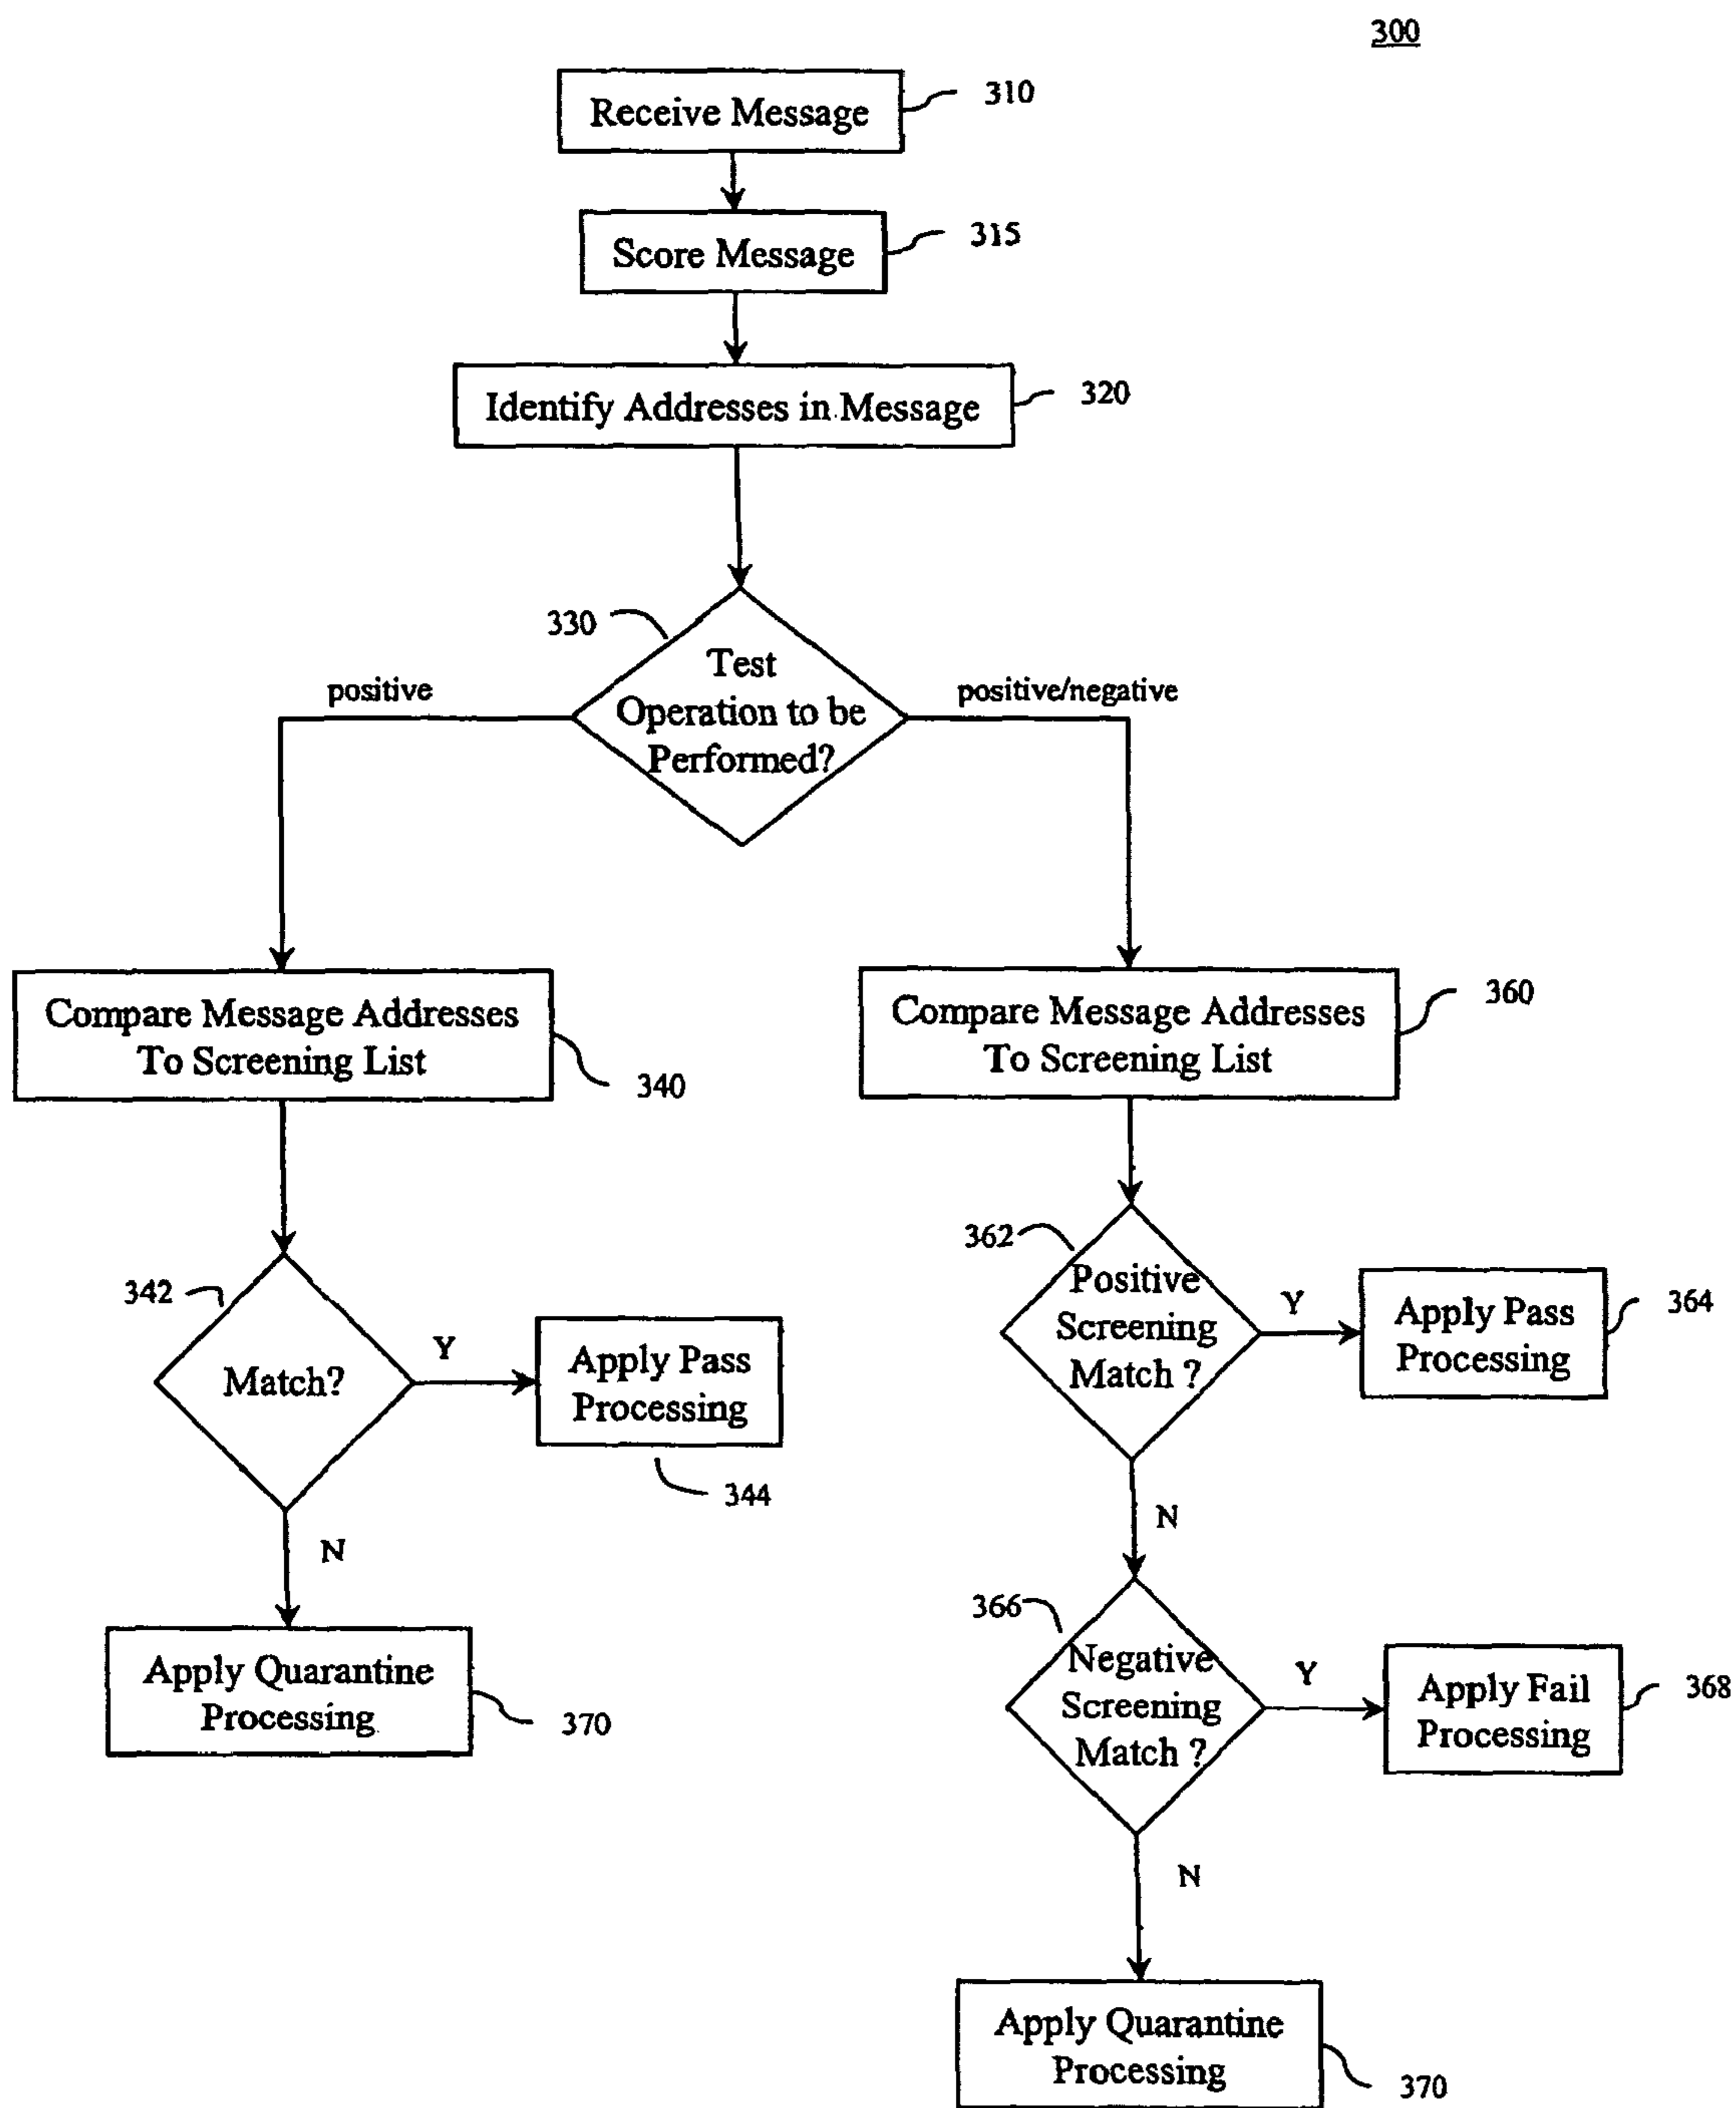 300
Receive Message
310
Score Message
315
Identify Addresses in Message
320
330
Test
Operation to be
Performed?
positive
positive/negative
Compare Message Addresses
To Screening List
340
Compare Message Addresses
To Screening List
360
342
Match?
Y
Apply Pass
Processing
344
N
Apply Quarantine
Processing
370
362
Positive
Screening
Match ?
Y
Apply Pass
Processing
364
N
366
Negative
Screening
Match ?
Y
Apply Fail
Processing
368
N
Apply Quarantine
Processing
370